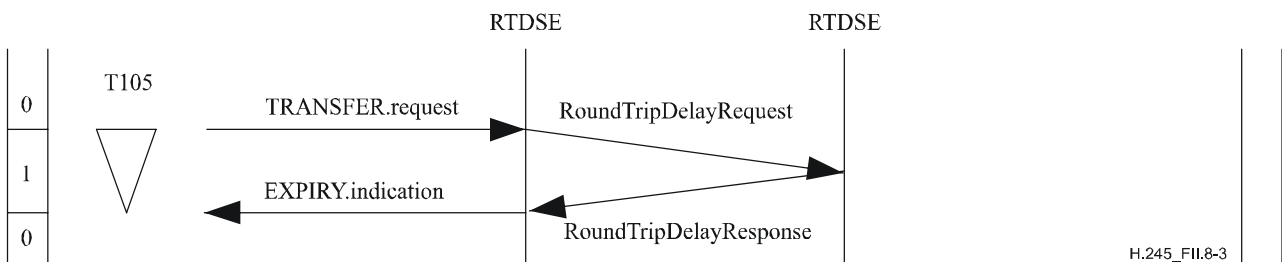 RTDSE RTDSE
T105
0
TRANSFER.request RoundTripDelayRequest
1
EXPIRY.indication
0
RoundTripDelayResponse
H.245_FII.8-3